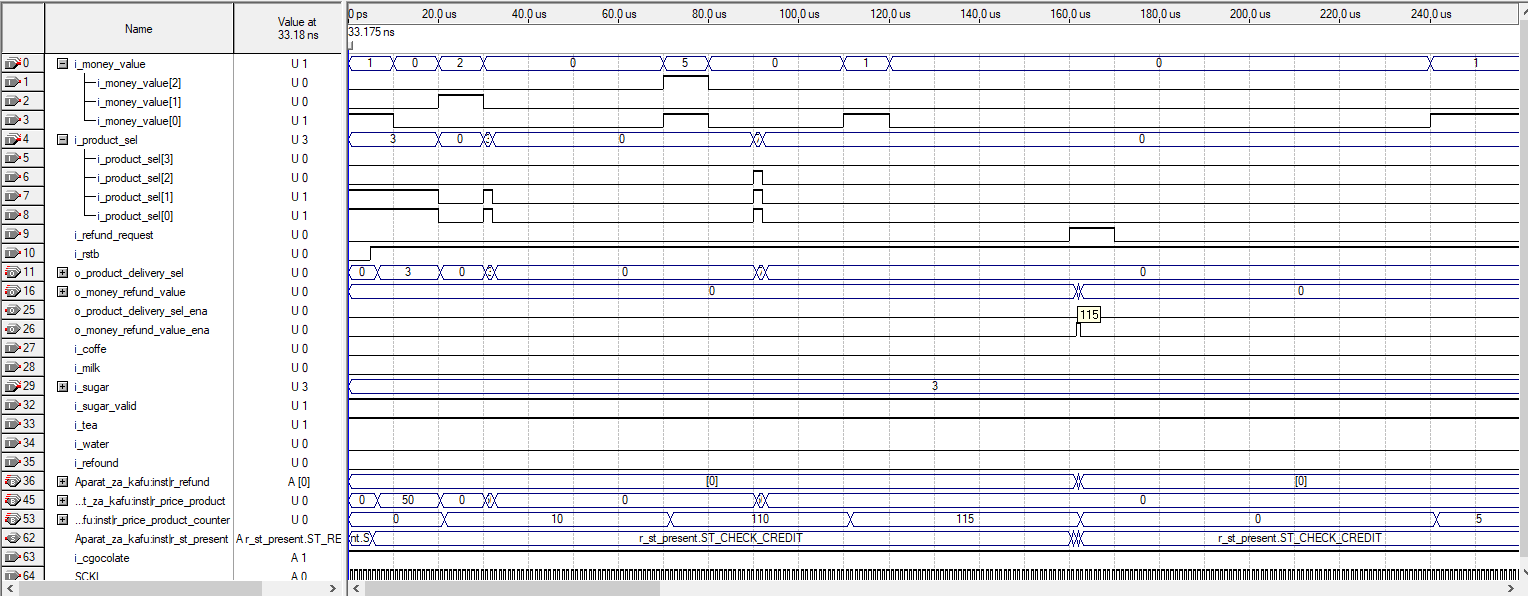 Name Value at 33.18 ns
0 ps 20.0 us 40.0 us 60.0 us 80.0 us 100.0 us 120.0 us 140.0 us 160.0 us 180.0 us 200.0 us 220.0 us 240.0 us
33.175 ns
0 i_money_value U 1 1 0 2 0 5 0 1 0 1
1 i_money_value[2] U 0
2 i_money_value[1] U 0
3 i_money_value[0] U 1
4 i_product_sel U 3 3 0 0 0
5 i_product_sel[3] U 0
6 i_product_sel[2] U 0
7 i_product_sel[1] U 1
8 i_product_sel[0] U 1
9 i_refund_request U 0
10 i_rstb U 0
11 o_product_delivery_sel U 0 0 3 0 0 0
16 o_money_refund_value U 0 0 0
25 o_product_delivery_sel_ena U 0
115
26 o_money_refund_value_ena U 0
27 i_coffe U 0
28 i_milk U 0
29 i_sugar U 3 3
32 i_sugar_valid U 1
33 i_tea U 1
34 i_water U 0
35 i_refound U 0
36 Aparat_za_kafu:inst|r_refund A [0] [0] [0]
45 ...t_za_kafu:inst|r_price_product U 0 0 50 0 0 0
53 ...fu:inst|r_price_product_counter U 0 0 10 110 115 0 5
62 Aparat_za_kafu:inst|r_st_present A r_st_present.ST_RE nt.S r_st_present.ST_CHECK_CREDIT r_st_present.ST_CHECK_CREDIT
63 i_cgocolate A 1
64 SCKI A 0